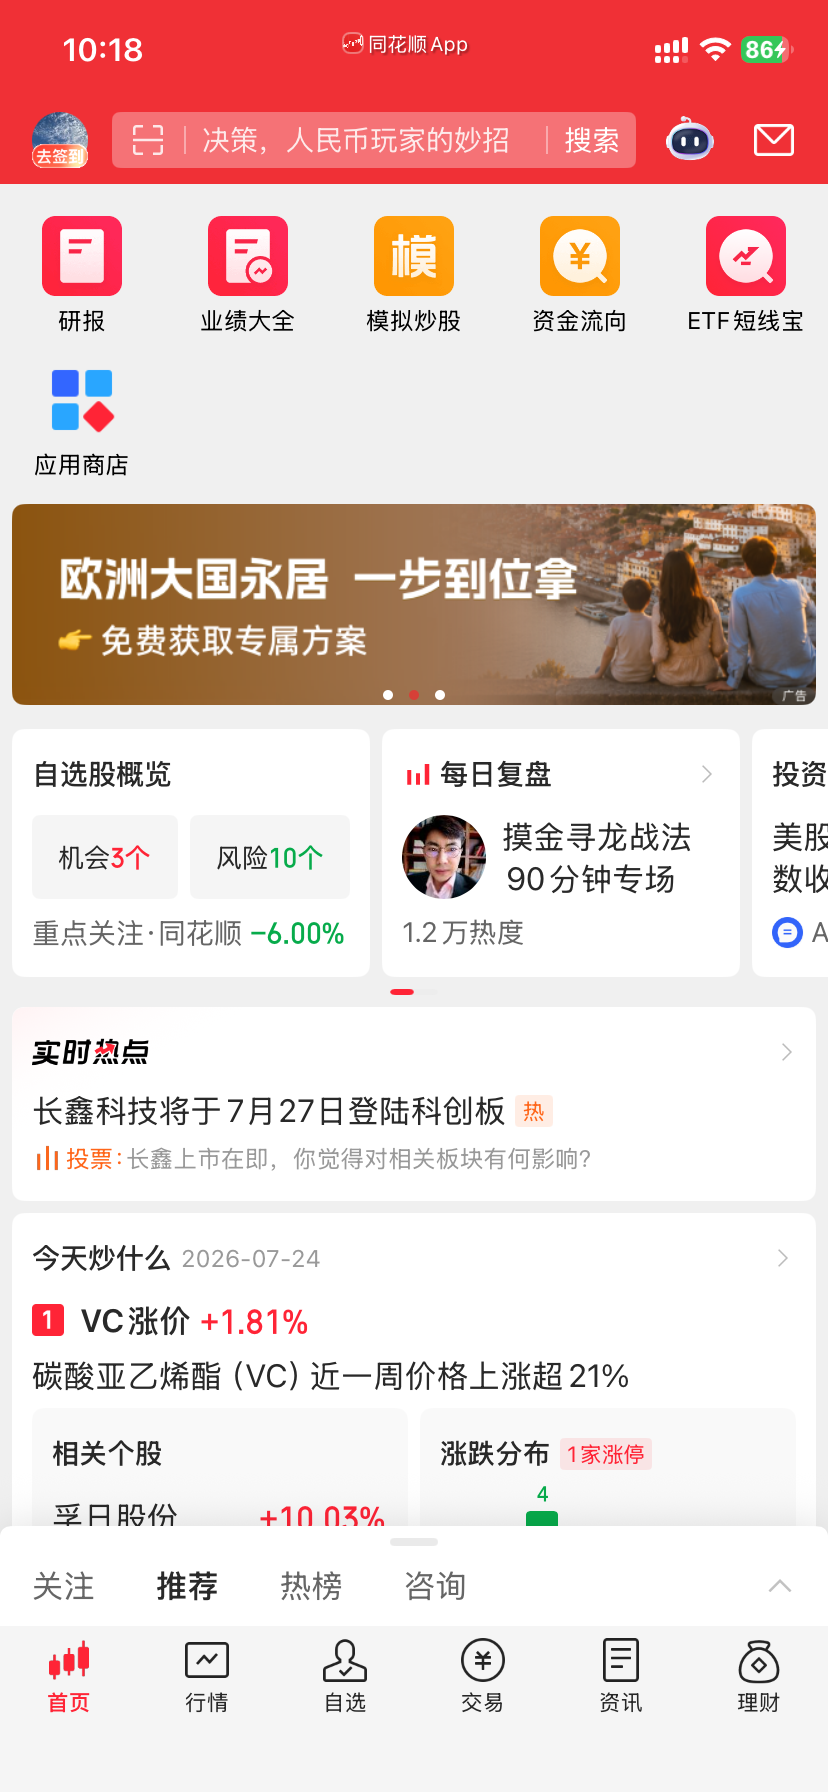 10:18
同花顺App
86
去签到
决策，人民币玩家的妙招
搜索
研报
业绩大全
模
模拟炒股
¥
资金流向
ETF短线宝
应用商店
欧洲大国永居 一步到位拿
免费获取专属方案
广告
自选股概览
机会3个
风险10个
重点关注·同花顺 -6.00%
每日复盘
摸金寻龙战法
90分钟专场
1.2万热度
投资
美股
数收
A
实时热点
长鑫科技将于7月27日登陆科创板 热
投票：长鑫上市在即，你觉得对相关板块有何影响?
今天炒什么 2026-07-24
1 VC涨价 +1.81%
碳酸亚乙烯酯（VC）近一周价格上涨超21%
相关个股
孚日股份 +10.03%
涨跌分布 1家涨停
4
关注
推荐
热榜
咨询
首页
行情
自选
交易
资讯
理财